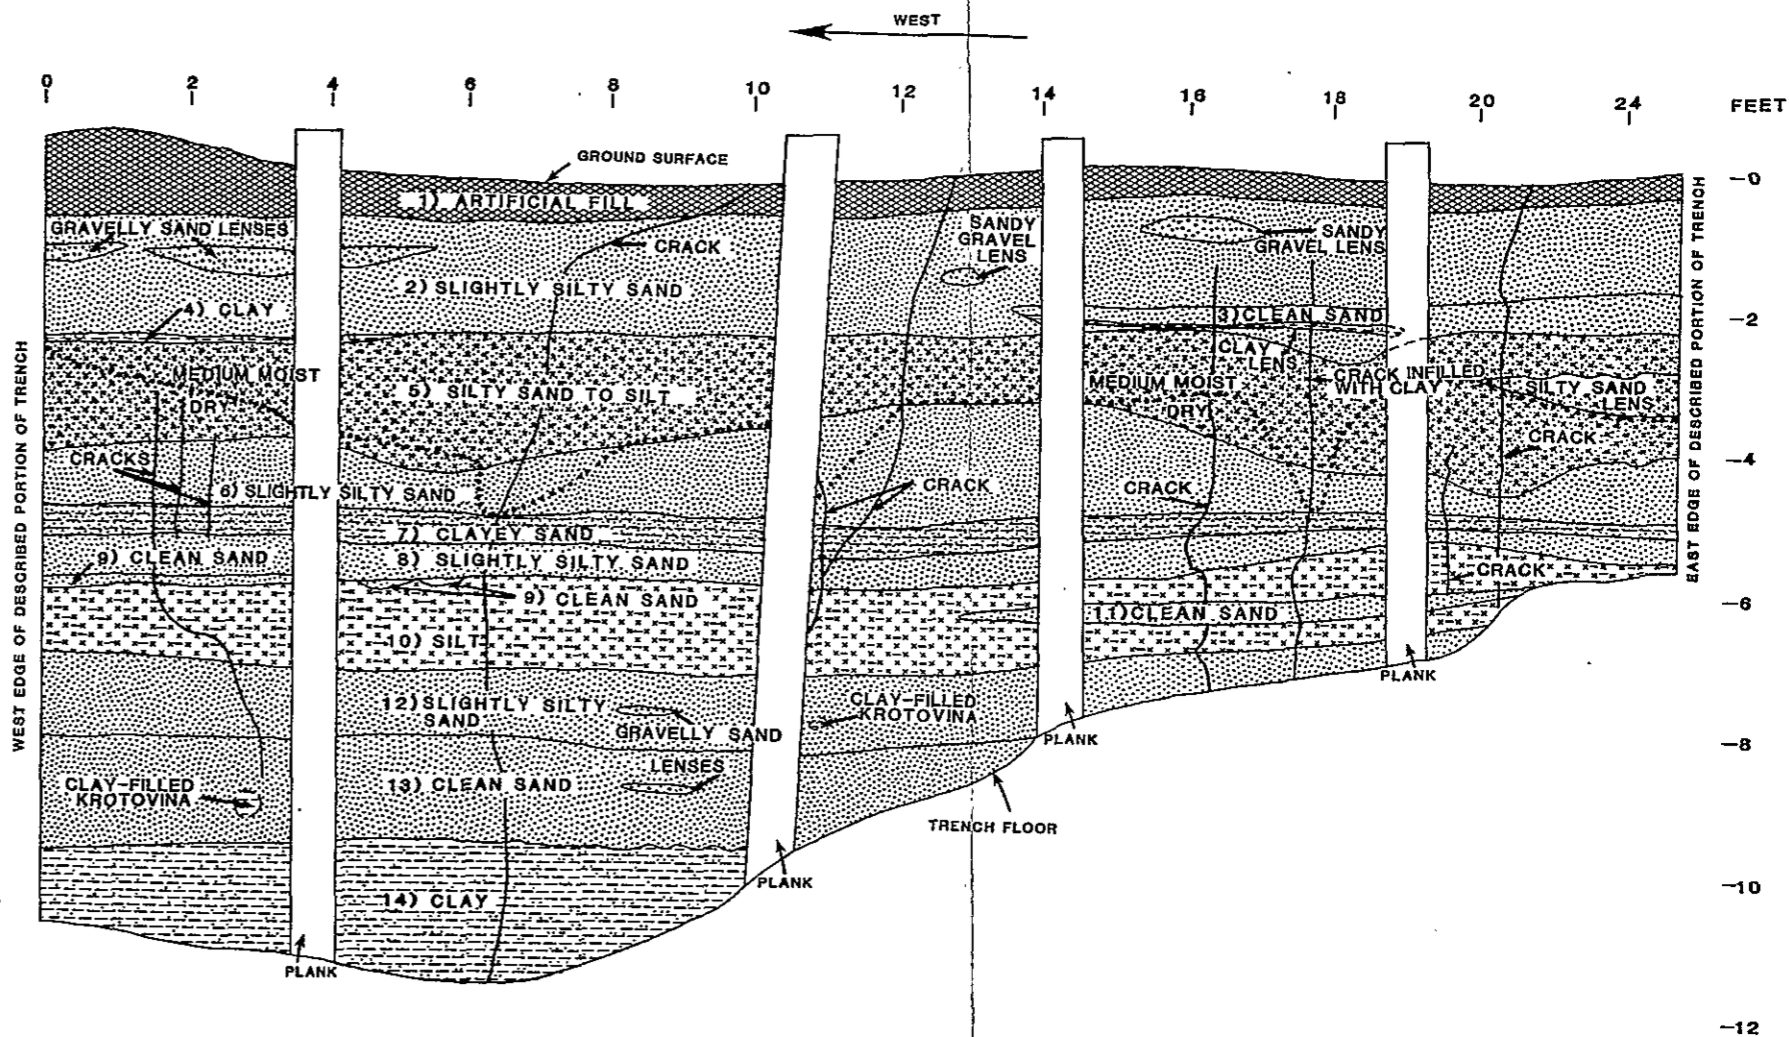 WEST
0 2 4 6 8 10 12 14 16 18 20 24 FEET
GROUND SURFACE
-0
1) ARTIFICIAL FILL
GRAVELLY SAND LENSES
CRACK
SANDY
GRAVEL
LENS
SANDY
GRAVEL LENS
2) SLIGHTLY SILTY SAND
4) CLAY
3) CLEAN SAND
-2
CLAY
LENS
MEDIUM MOIST
DRY
5) SILTY SAND TO SILT
MEDIUM MOIST
DRY
CRACK INFILLED
WITH CLAY
SILTY SAND
LENS
CRACK
-4
CRACKS
6) SLIGHTLY SILTY SAND
CRACK
CRACK
7) CLAYEY SAND
9) CLEAN SAND
8) SLIGHTLY SILTY SAND
CRACK
9) CLEAN SAND
11) CLEAN SAND
-6
10) SILT
PLANK
12) SLIGHTLY SILTY
SAND
GRAVELLY SAND
LENSES
CLAY-FILLED
KROTOVINA
PLANK
-8
CLAY-FILLED
KROTOVINA
13) CLEAN SAND
TRENCH FLOOR
PLANK
-10
14) CLAY
PLANK
-12
WEST EDGE OF DESCRIBED PORTION OF TRENCH
EAST EDGE OF DESCRIBED PORTION OF TRENCH